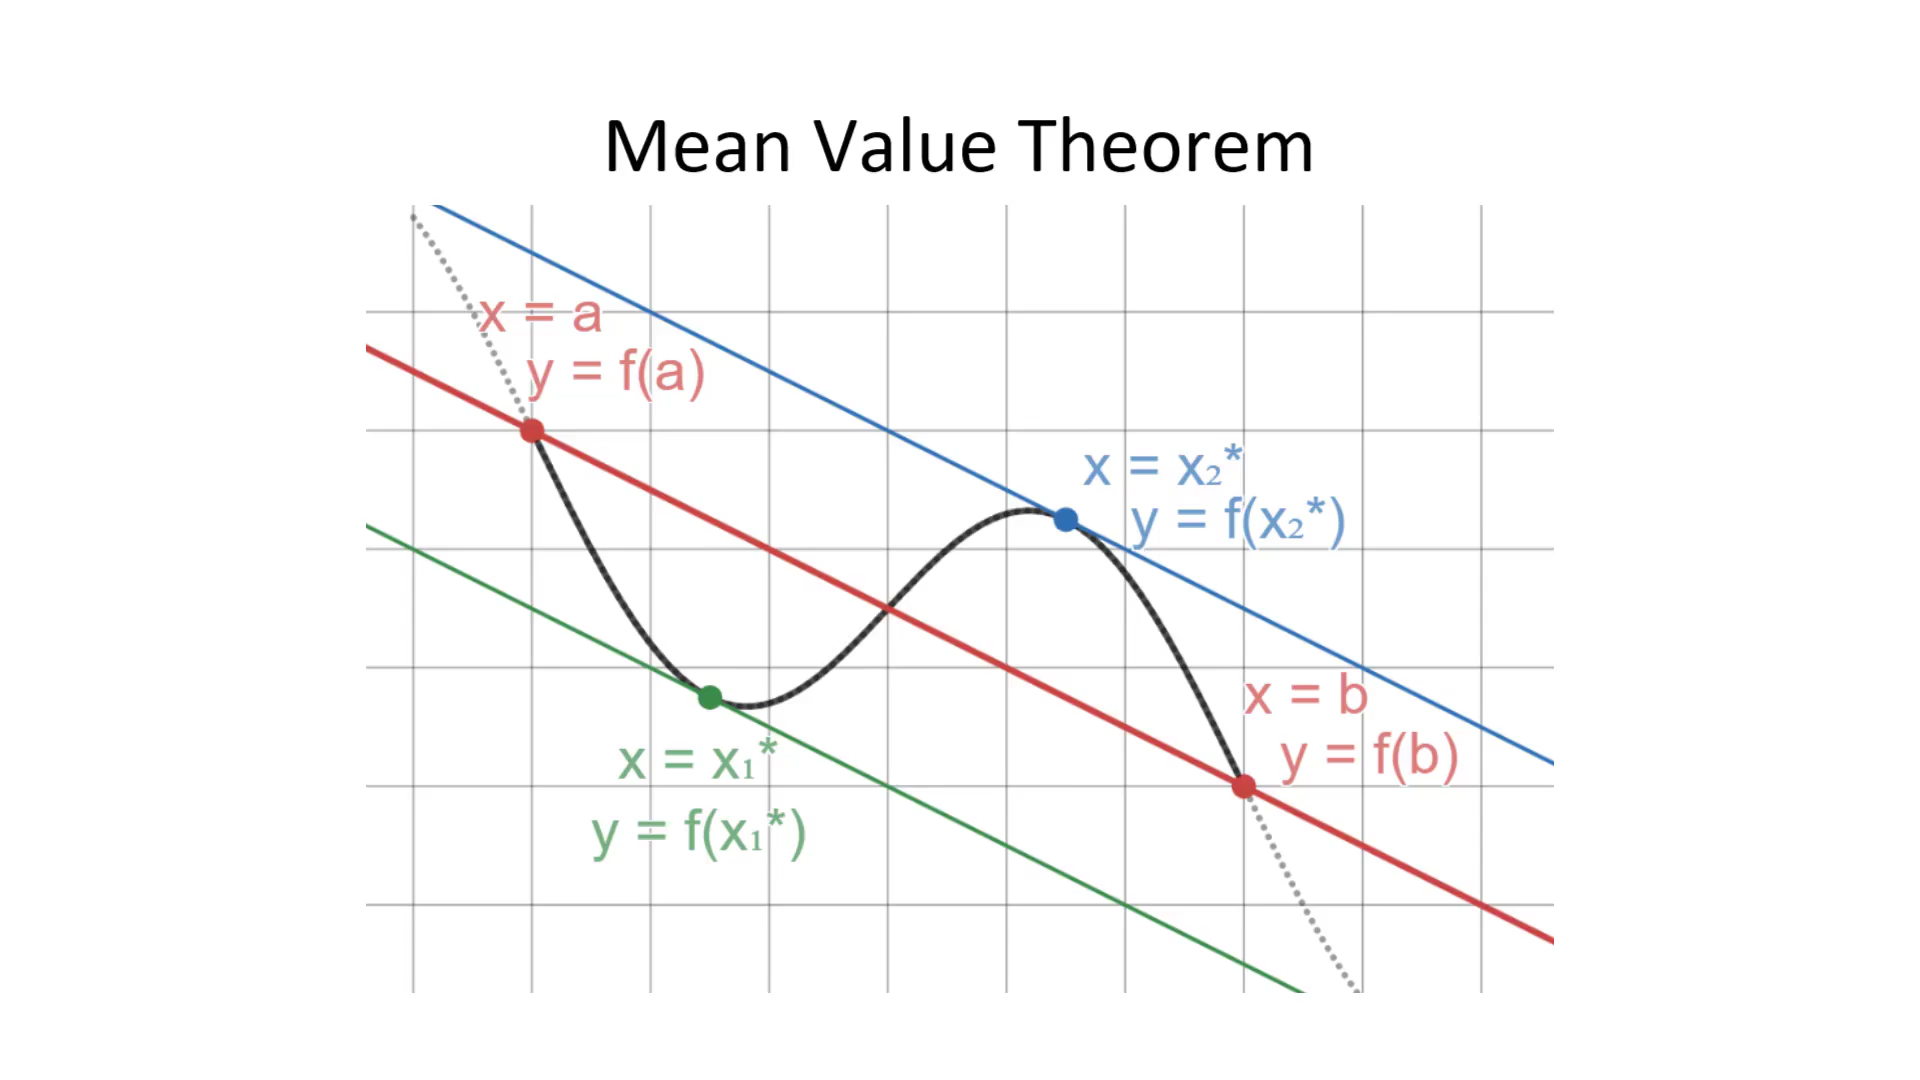 Mean Value Theorem
x = a
y = f(a)
x = x₂*
y = f(x₂*)
x = b
y = f(b)
x = x₁*
y = f(x₁*)